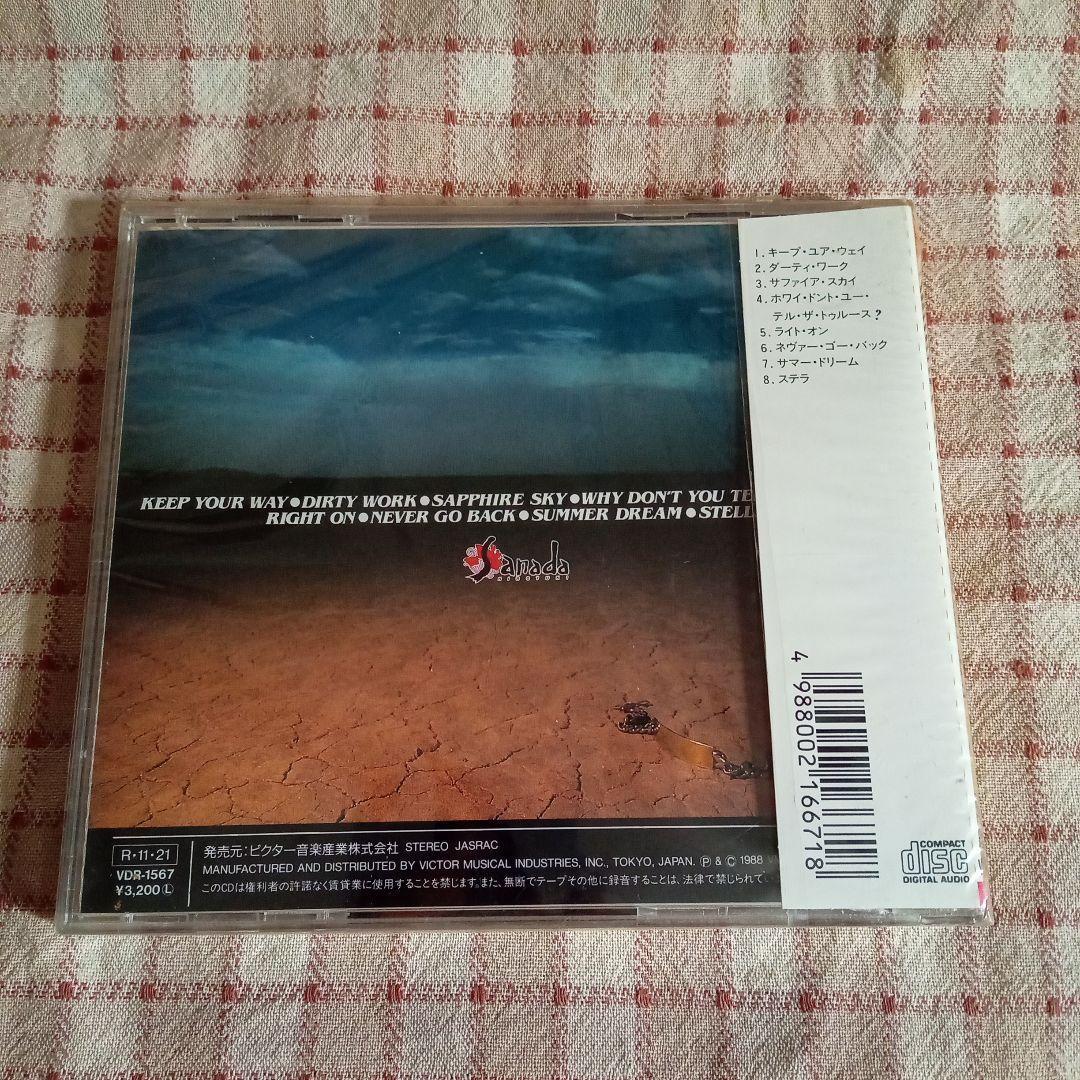 1. キープ・ユア・ウェイ
2. ダーティ・ワーク
3. サファイア・スカイ
4. ホワイ・ドント・ユー・
テル・ザ・トゥルース?
5. ライト・オン
6. ネヴァー・ゴー・バック
7. サマー・ドリーム
8. ステラ
KEEP YOUR WAY●DIRTY WORK●SAPPHIRE SKY●WHY DON'T YOU TE
RIGHT ON●NEVER GO BACK●SUMMER DREAM●STELL
Sanada
4 988002 166718
R・11・21
VDR-1567
¥3,200Ⓛ
発売元:ビクター音楽産業株式会社 STEREO JASRAC
MANUFACTURED AND DISTRIBUTED BY VICTOR MUSICAL INDUSTRIES, INC., TOKYO, JAPAN. Ⓟ & Ⓒ 1988
このCDは権利者の許諾なく賃貸業に使用することを禁じます。また、無断でテープその他に録音することは、法律で禁じられて
COMPACT
disc
DIGITAL AUDIO